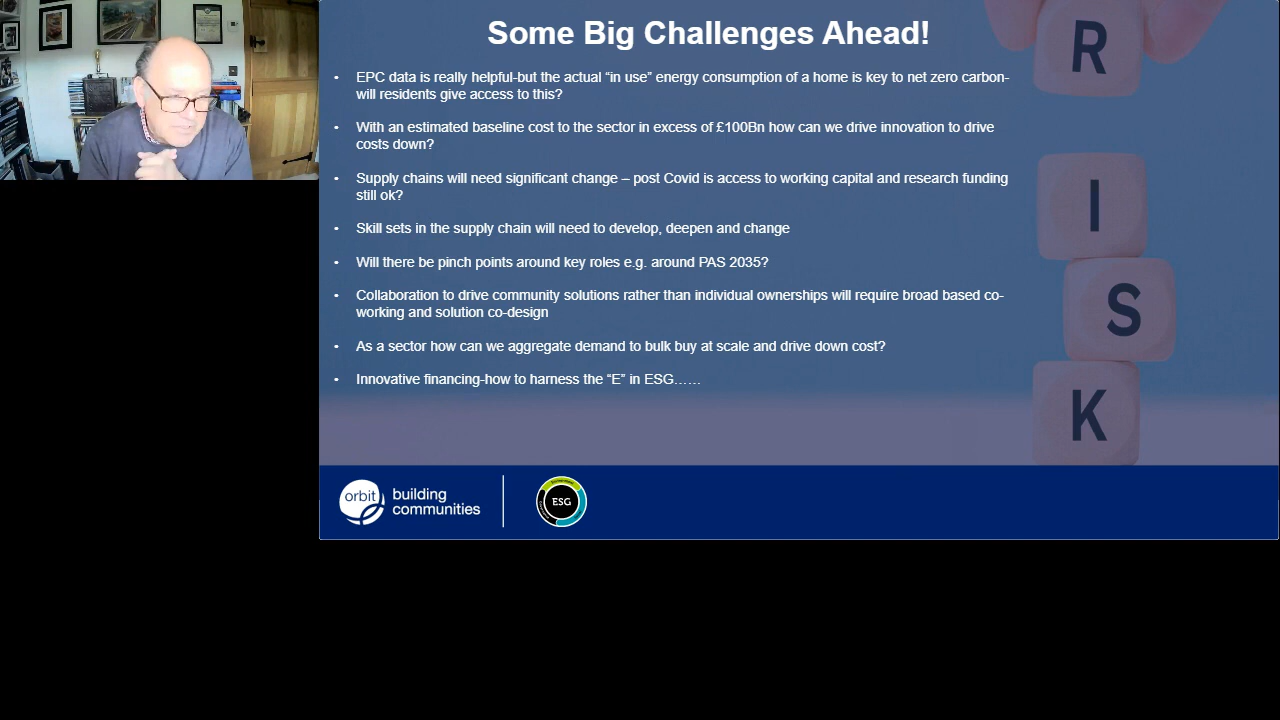 Some Big Challenges Ahead!
• EPC data is really helpful-but the actual “in use” energy consumption of a home is key to net zero carbon-
will residents give access to this?
• With an estimated baseline cost to the sector in excess of £100Bn how can we drive innovation to drive
costs down?
• Supply chains will need significant change – post Covid is access to working capital and research funding
still ok?
• Skill sets in the supply chain will need to develop, deepen and change
• Will there be pinch points around key roles e.g. around PAS 2035?
• Collaboration to drive community solutions rather than individual ownerships will require broad based co-
working and solution co-design
• As a sector how can we aggregate demand to bulk buy at scale and drive down cost?
• Innovative financing-how to harness the “E” in ESG……
R
I
S
K
orbit
building
communities
ESG